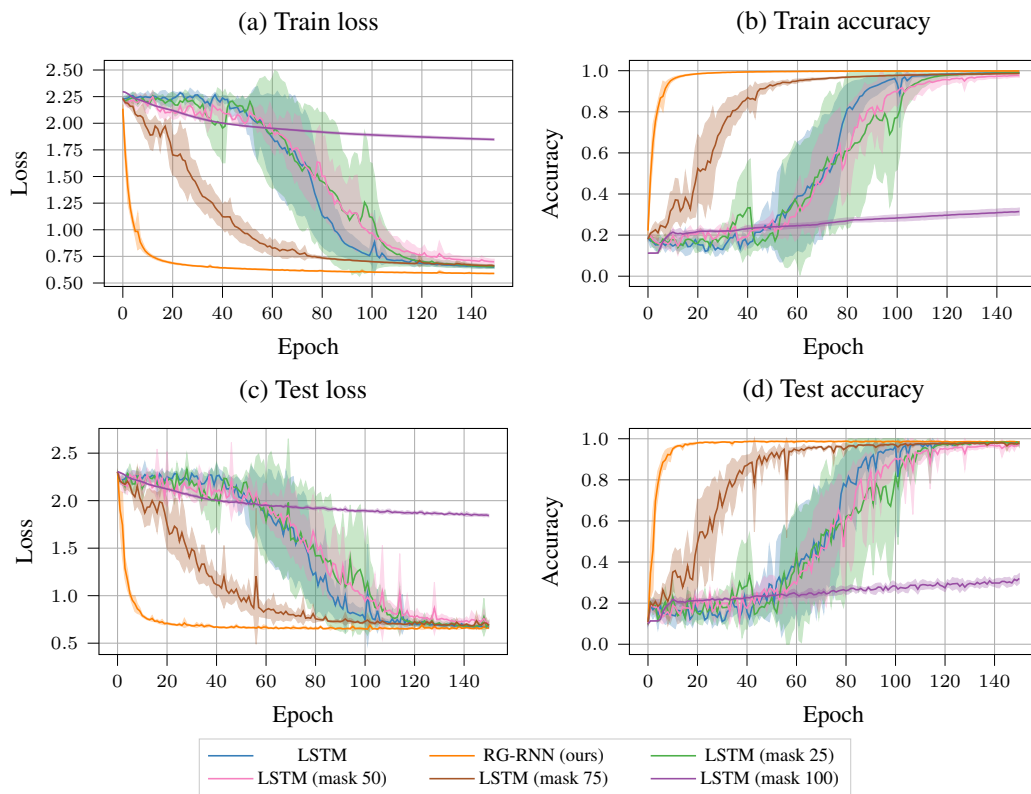 (a) Train loss
(b) Train accuracy
2.50
2.25
2.00
1.75
1.50
1.25
1.00
0.75
0.50
Loss
0 20 40 60 80 100 120 140
Epoch
1.0
0.8
0.6
0.4
0.2
0.0
Accuracy
0 20 40 60 80 100 120 140
Epoch
(c) Test loss
(d) Test accuracy
2.5
2.0
1.5
1.0
0.5
Loss
0 20 40 60 80 100 120 140
Epoch
1.0
0.8
0.6
0.4
0.2
0.0
Accuracy
0 20 40 60 80 100 120 140
Epoch
LSTM RG-RNN (ours) LSTM (mask 25)
LSTM (mask 50) LSTM (mask 75) LSTM (mask 100)